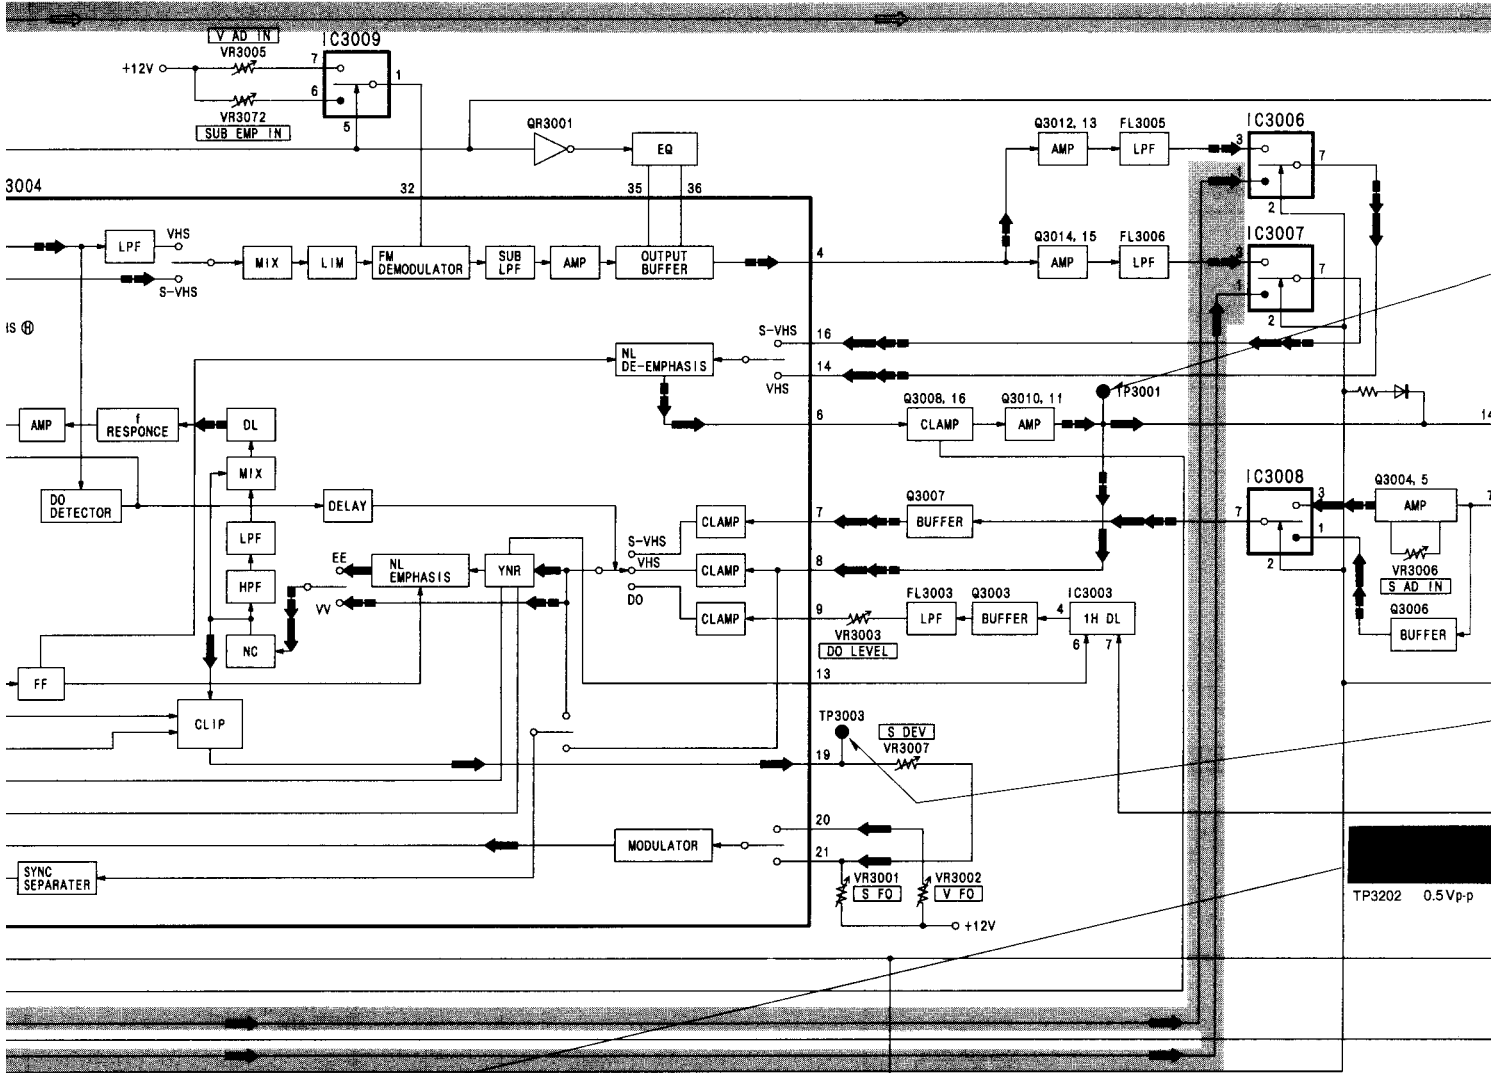 V AD IN
VR3005
IC3009
+12V
7
1
6
VR3072
SUB EMP IN
5
QR3001
EQ
Q3012, 13
AMP
FL3005
LPF
IC3006
3
7
1
2
3004
32
35
36
LPF
VHS
S-VHS
MIX
LIM
FM
DEMODULATOR
SUB
LPF
AMP
OUTPUT
BUFFER
4
Q3014, 15
AMP
FL3006
LPF
IC3007
3
7
1
2
HS Ⓗ
NL
DE-EMPHASIS
S-VHS
16
14
VHS
TP3001
AMP
f
RESPONCE
DL
6
Q3008, 16
CLAMP
Q3010, 11
AMP
14
MIX
DO
DETECTOR
DELAY
LPF
HPF
NC
EE
VV
NL
EMPHASIS
YNR
S-VHS
VHS
DO
CLAMP
CLAMP
CLAMP
7
8
9
Q3007
BUFFER
IC3008
7
3
1
2
Q3004, 5
AMP
7
VR3006
S AD IN
Q3006
BUFFER
VR3003
DO LEVEL
FL3003
LPF
Q3003
BUFFER
4
IC3003
1H DL
6
7
13
FF
CLIP
TP3003
S DEV
VR3007
19
MODULATOR
20
21
SYNC
SEPARATER
VR3001
S FO
VR3002
V FO
+12V
TP3202 0.5Vp-p